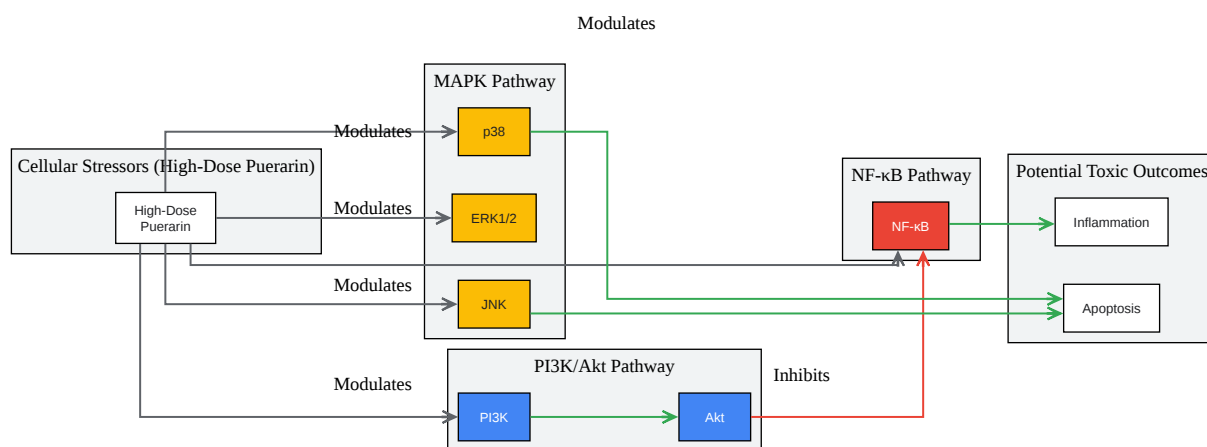 Modulates
MAPK Pathway
p38
Modulates
Cellular Stressors (High-Dose Puerarin)
High-Dose
Puerarin
NF-κB Pathway
NF-κB
Potential Toxic Outcomes
Inflammation
Modulates
ERK1/2
Modulates
JNK
Apoptosis
PI3K/Akt Pathway
Modulates
PI3K
Akt
Inhibits